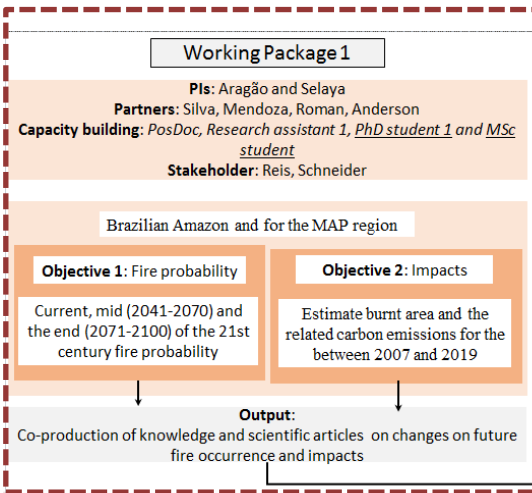 Working Package 1
PIs: Aragão and Selaya
Partners: Silva, Mendoza, Roman, Anderson
Capacity building: PosDoc, Research assistant 1, PhD student 1 and MSc
student
Stakeholder: Reis, Schneider
Brazilian Amazon and for the MAP region
Objective 1: Fire probability
Current, mid (2041-2070) and
the end (2071-2100) of the 21st
century fire probability
Objective 2: Impacts
Estimate burnt area and the
related carbon emissions for the
between 2007 and 2019
Output:
Co-production of knowledge and scientific articles on changes on future
fire occurrence and impacts